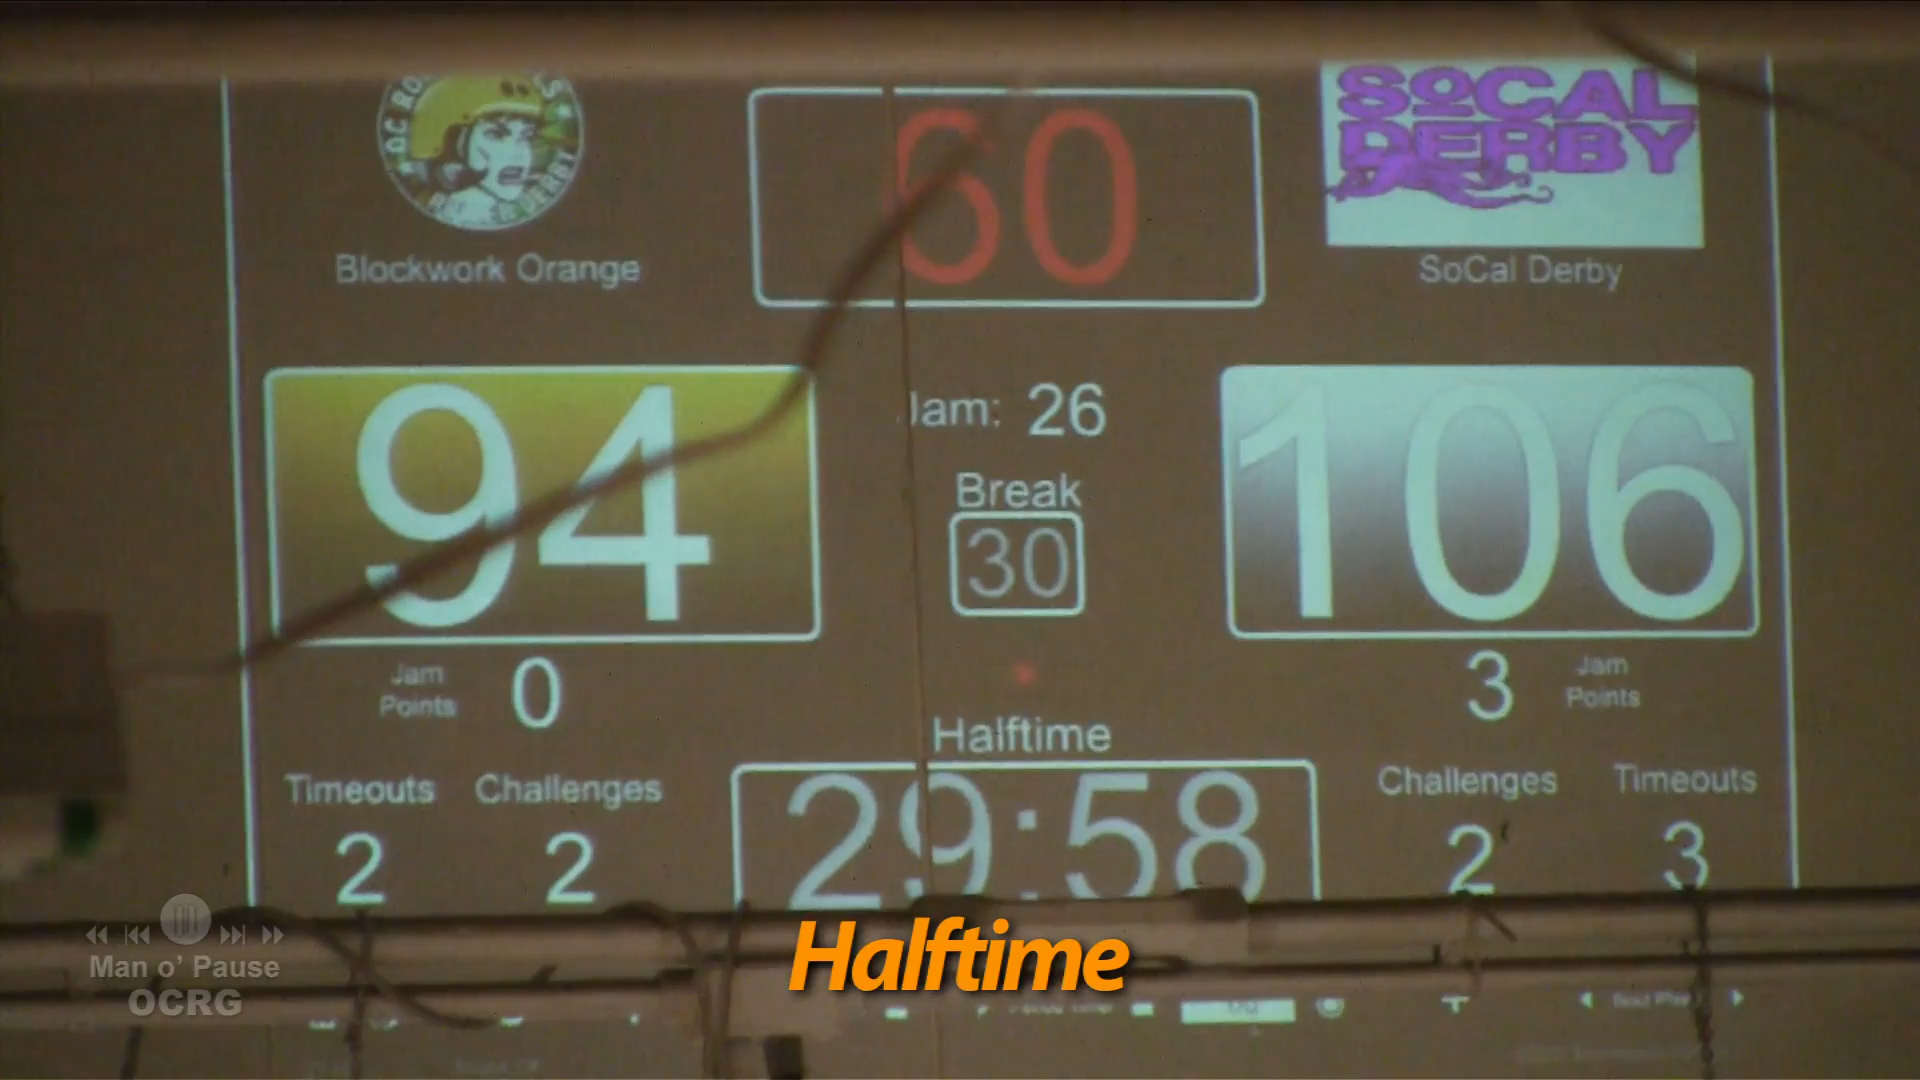 60
SoCAL
DERBY
Blockwork Orange
SoCal Derby
94
Jam: 26
106
Break
30
Jam Points 0
3 Jam Points
Halftime
29:58
Timeouts Challenges
2 2
Challenges Timeouts
2 3
Halftime
Man o' Pause
OCRG